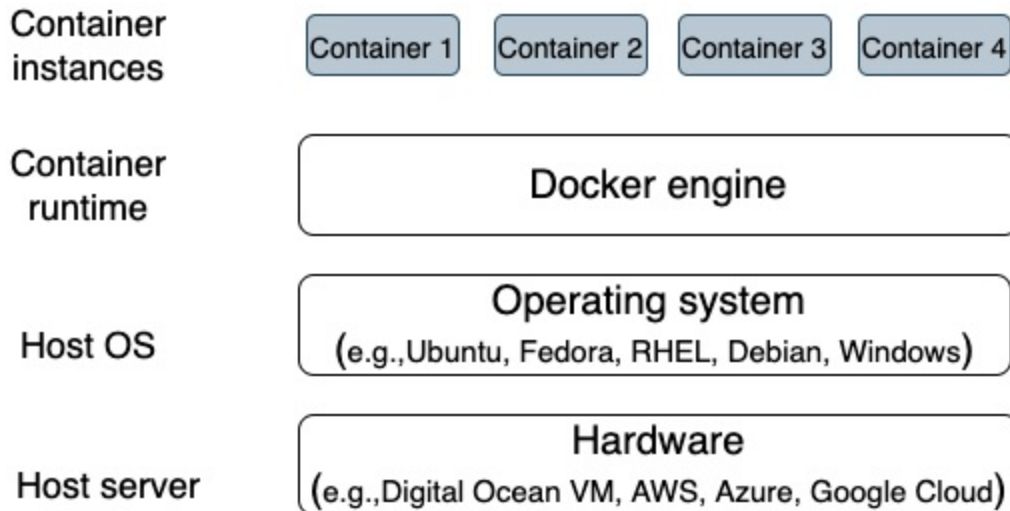 Container
instances
Container 1
Container 2
Container 3
Container 4
Container
runtime
Docker engine
Host OS
Operating system
(e.g.,Ubuntu, Fedora, RHEL, Debian, Windows)
Host server
Hardware
(e.g.,Digital Ocean VM, AWS, Azure, Google Cloud)